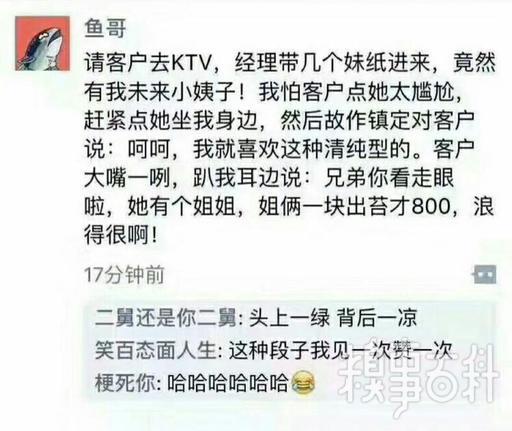 鱼哥
请客户去KTV，经理带几个妹纸进来，竟然
有我未来小姨子！我怕客户点她太尴尬，
赶紧点她坐我身边，然后故作镇定对客户
说：呵呵，我就喜欢这种清纯型的。客户
大嘴一咧，趴我耳边说：兄弟你看走眼
啦，她有个姐姐，姐俩一块出苔才800，浪
得很啊！
17分钟前
二舅还是你二舅: 头上一绿 背后一凉
笑百态面人生: 这种段子我见一次赞一次
梗死你: 哈哈哈哈哈哈😂
糗事百科